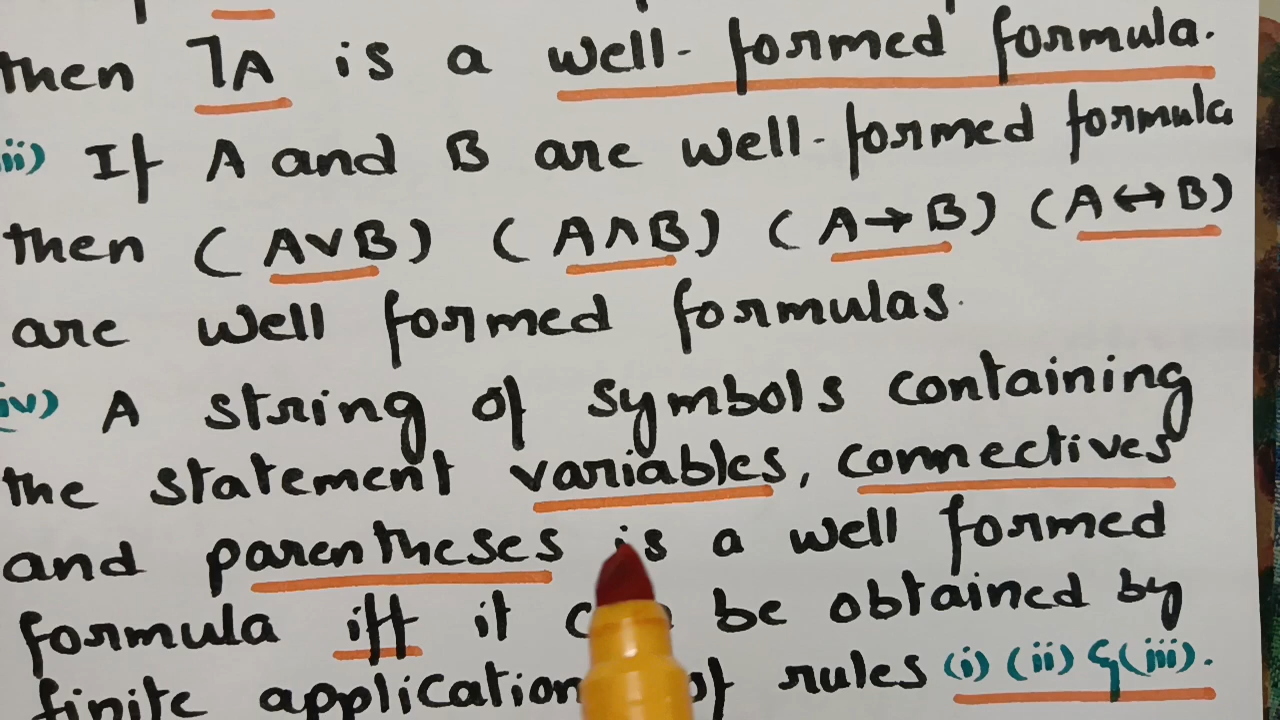 then ⅂A is a well-formed formula.
iii) If A and B are well-formed formula
then (A∨B) (A∧B) (A→B) (A↔B)
are well formed formulas.
(iv) A string of symbols containing
the statement variables, connectives
and parentheses is a well formed
formula iff it be obtained by
finite application of rules (i) (ii) & (iii).